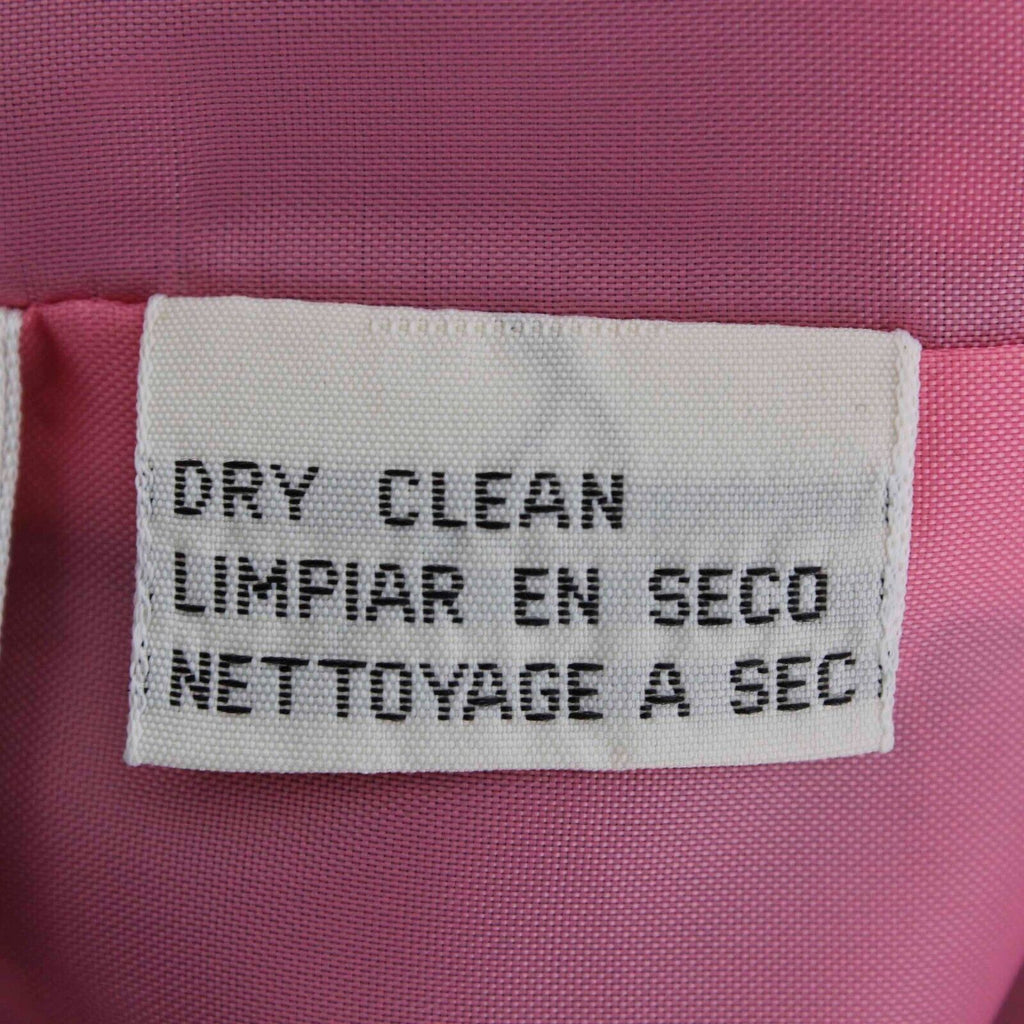 DRY CLEAN
LIMPIAR EN SECO
NETTOYAGE A SEC